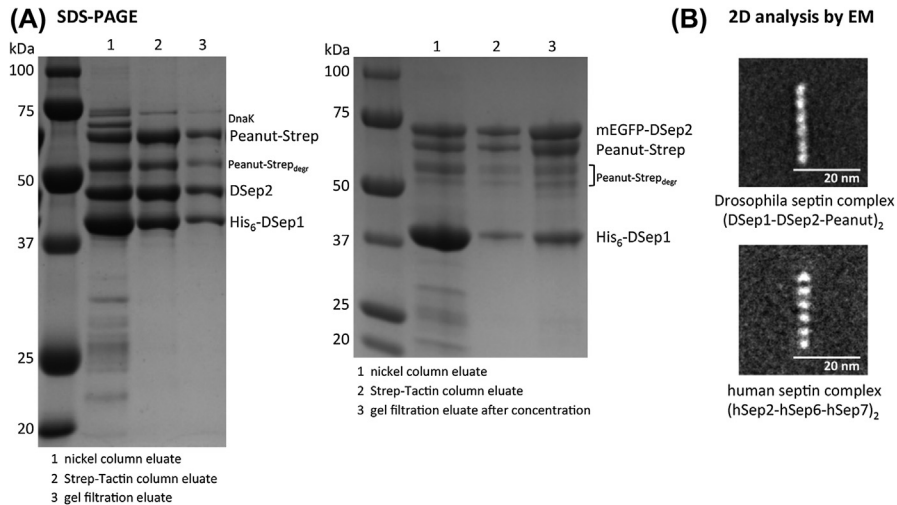 (A) SDS-PAGE
kDa
1 2 3
100
75
50
37
25
20
DnaK
Peanut-Strep
Peanut-Strepdegr
DSep2
His6-DSep1
1 nickel column eluate
2 Strep-Tactin column eluate
3 gel filtration eluate
kDa
1 2 3
100
75
50
37
25
20
mEGFP-DSep2
Peanut-Strep
Peanut-Strepdegr
His6-DSep1
1 nickel column eluate
2 Strep-Tactin column eluate
3 gel filtration eluate after concentration
(B) 2D analysis by EM
20 nm
Drosophila septin complex
(DSep1-DSep2-Peanut)2
20 nm
human septin complex
(hSep2-hSep6-hSep7)2